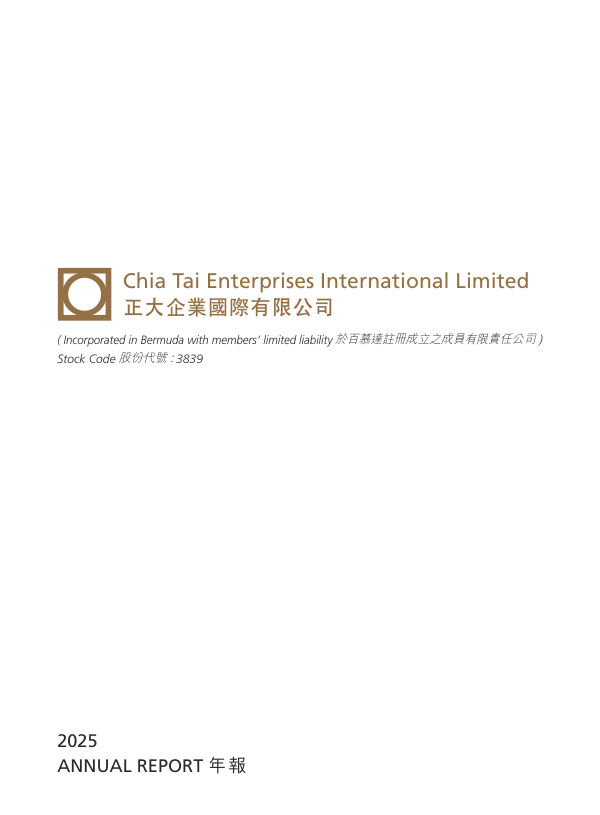 Chia Tai Enterprises International Limited
正大企業國際有限公司
( Incorporated in Bermuda with members’ limited liability 於百慕達註冊成立之成員有限責任公司 )
Stock Code 股份代號 : 3839
2025
ANNUAL REPORT 年報